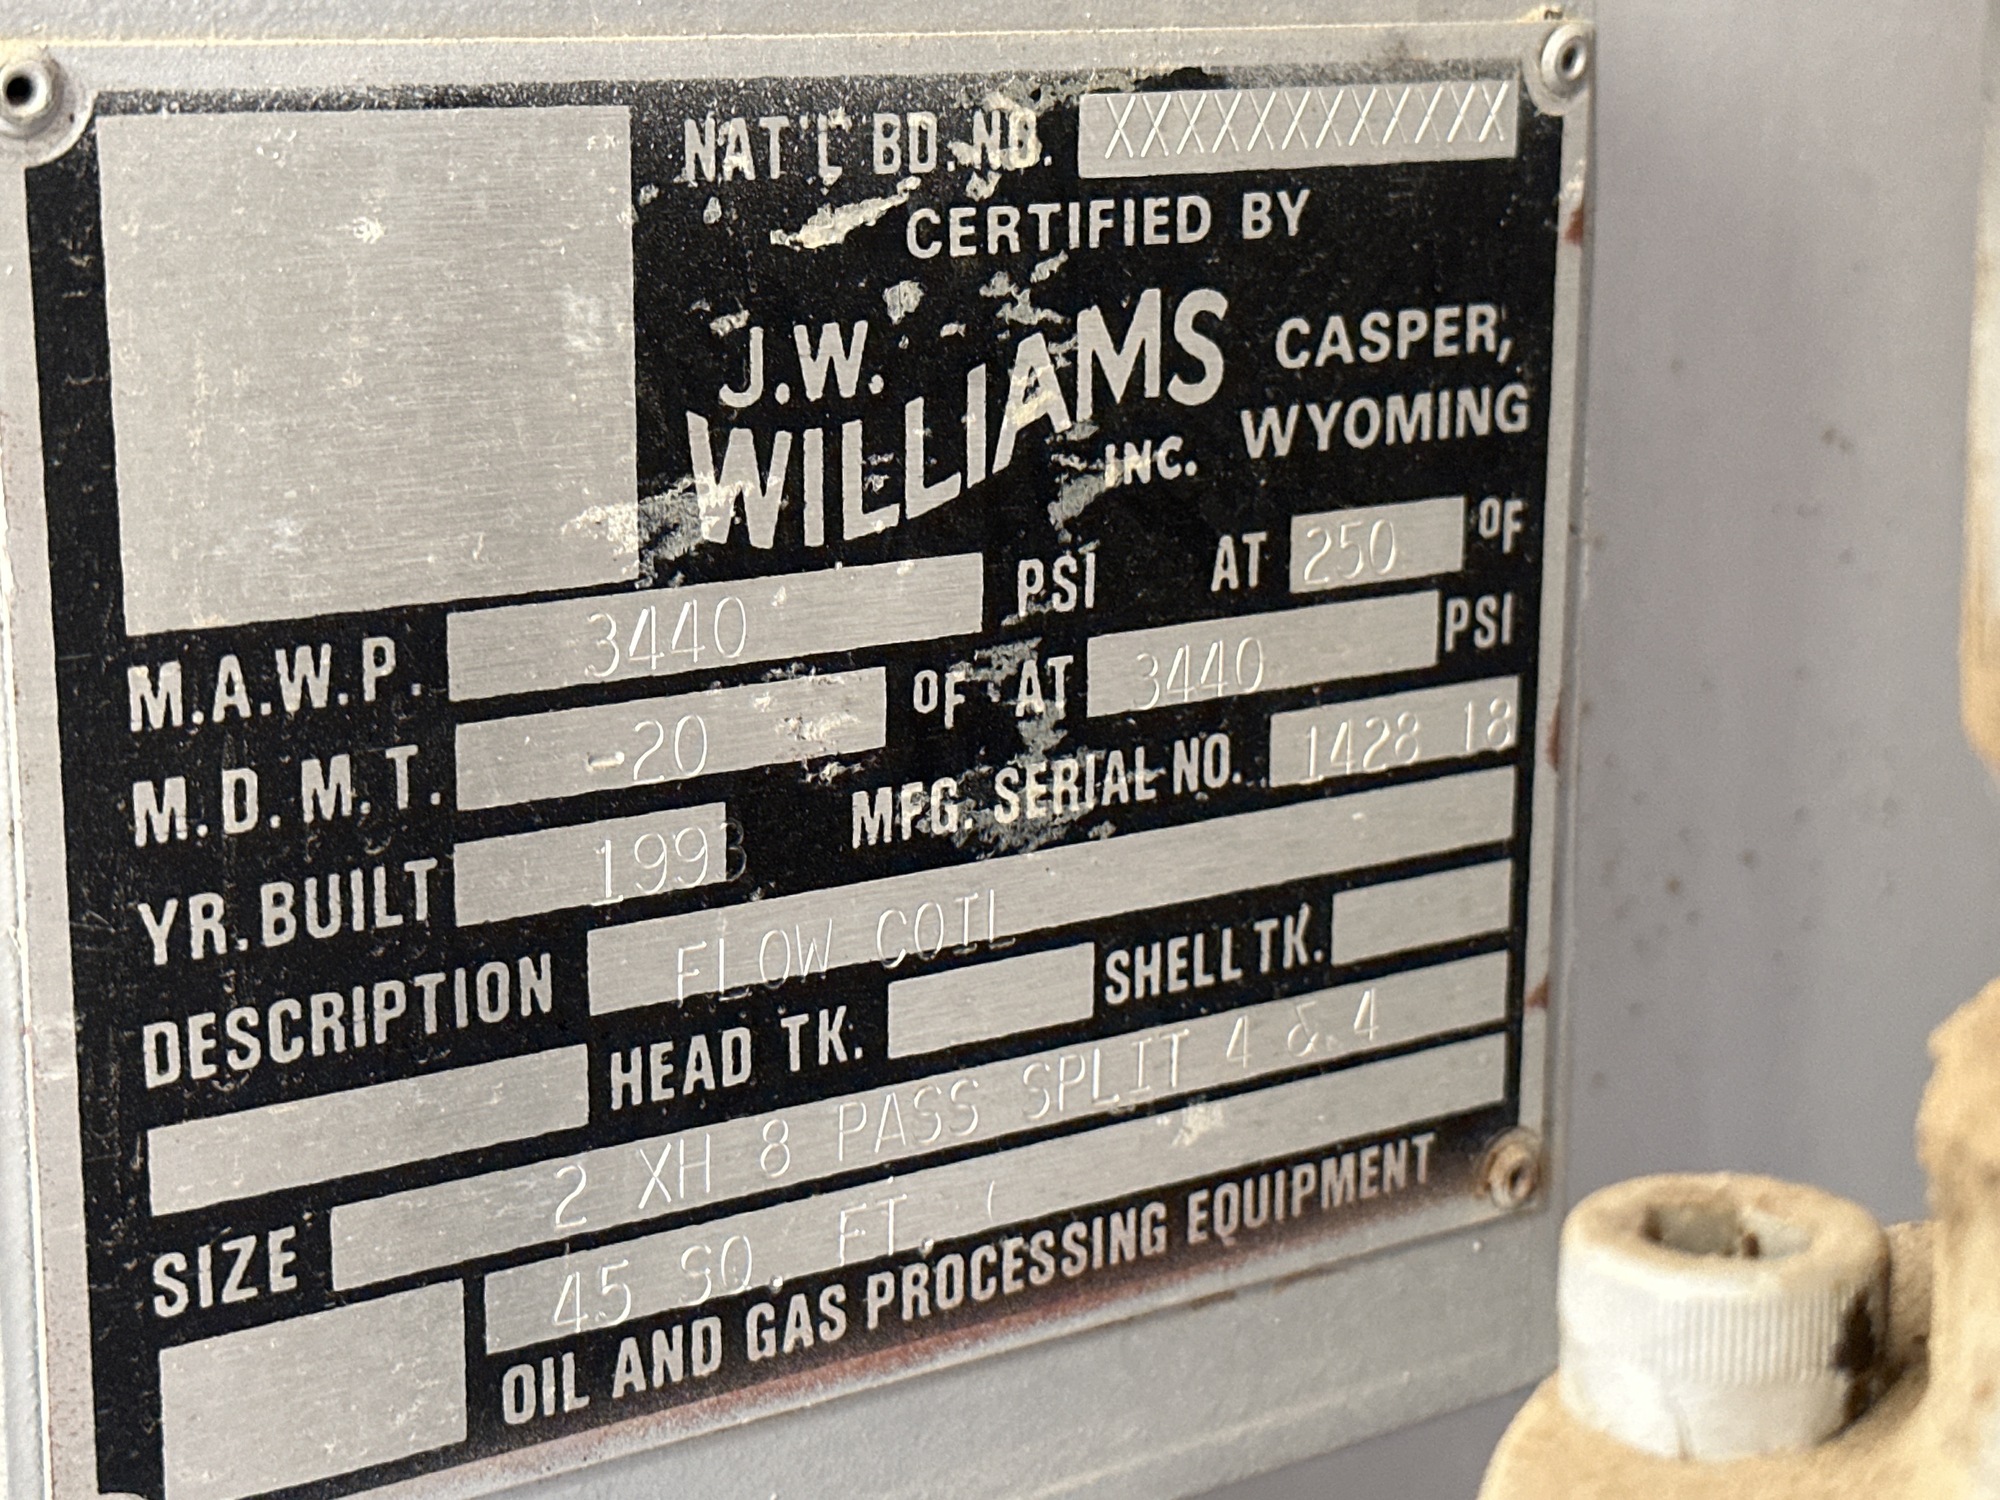 NAT'L BD. NO. XXXXXXXXXXXX
CERTIFIED BY
J.W. WILLIAMS INC.
CASPER, WYOMING
M.A.W.P. 3440 PSI AT 250 °F
M.D.M.T. -20 °F AT 3440 PSI
YR. BUILT 1993 MFG. SERIAL NO. 1428 18
DESCRIPTION FLOW COIL
HEAD TK. SHELL TK.
SIZE 2 XH 8 PASS SPLIT 4 & 4
45 SQ. FT.
OIL AND GAS PROCESSING EQUIPMENT